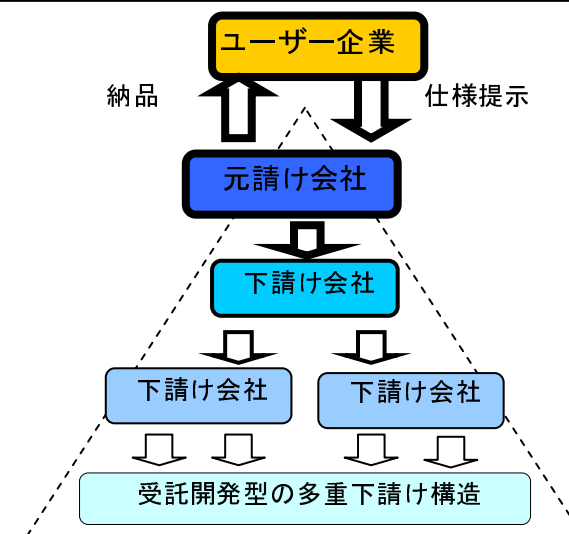 ユーザー企業
納品
仕様提示
元請け会社
下請け会社
下請け会社
下請け会社
受託開発型の多重下請け構造